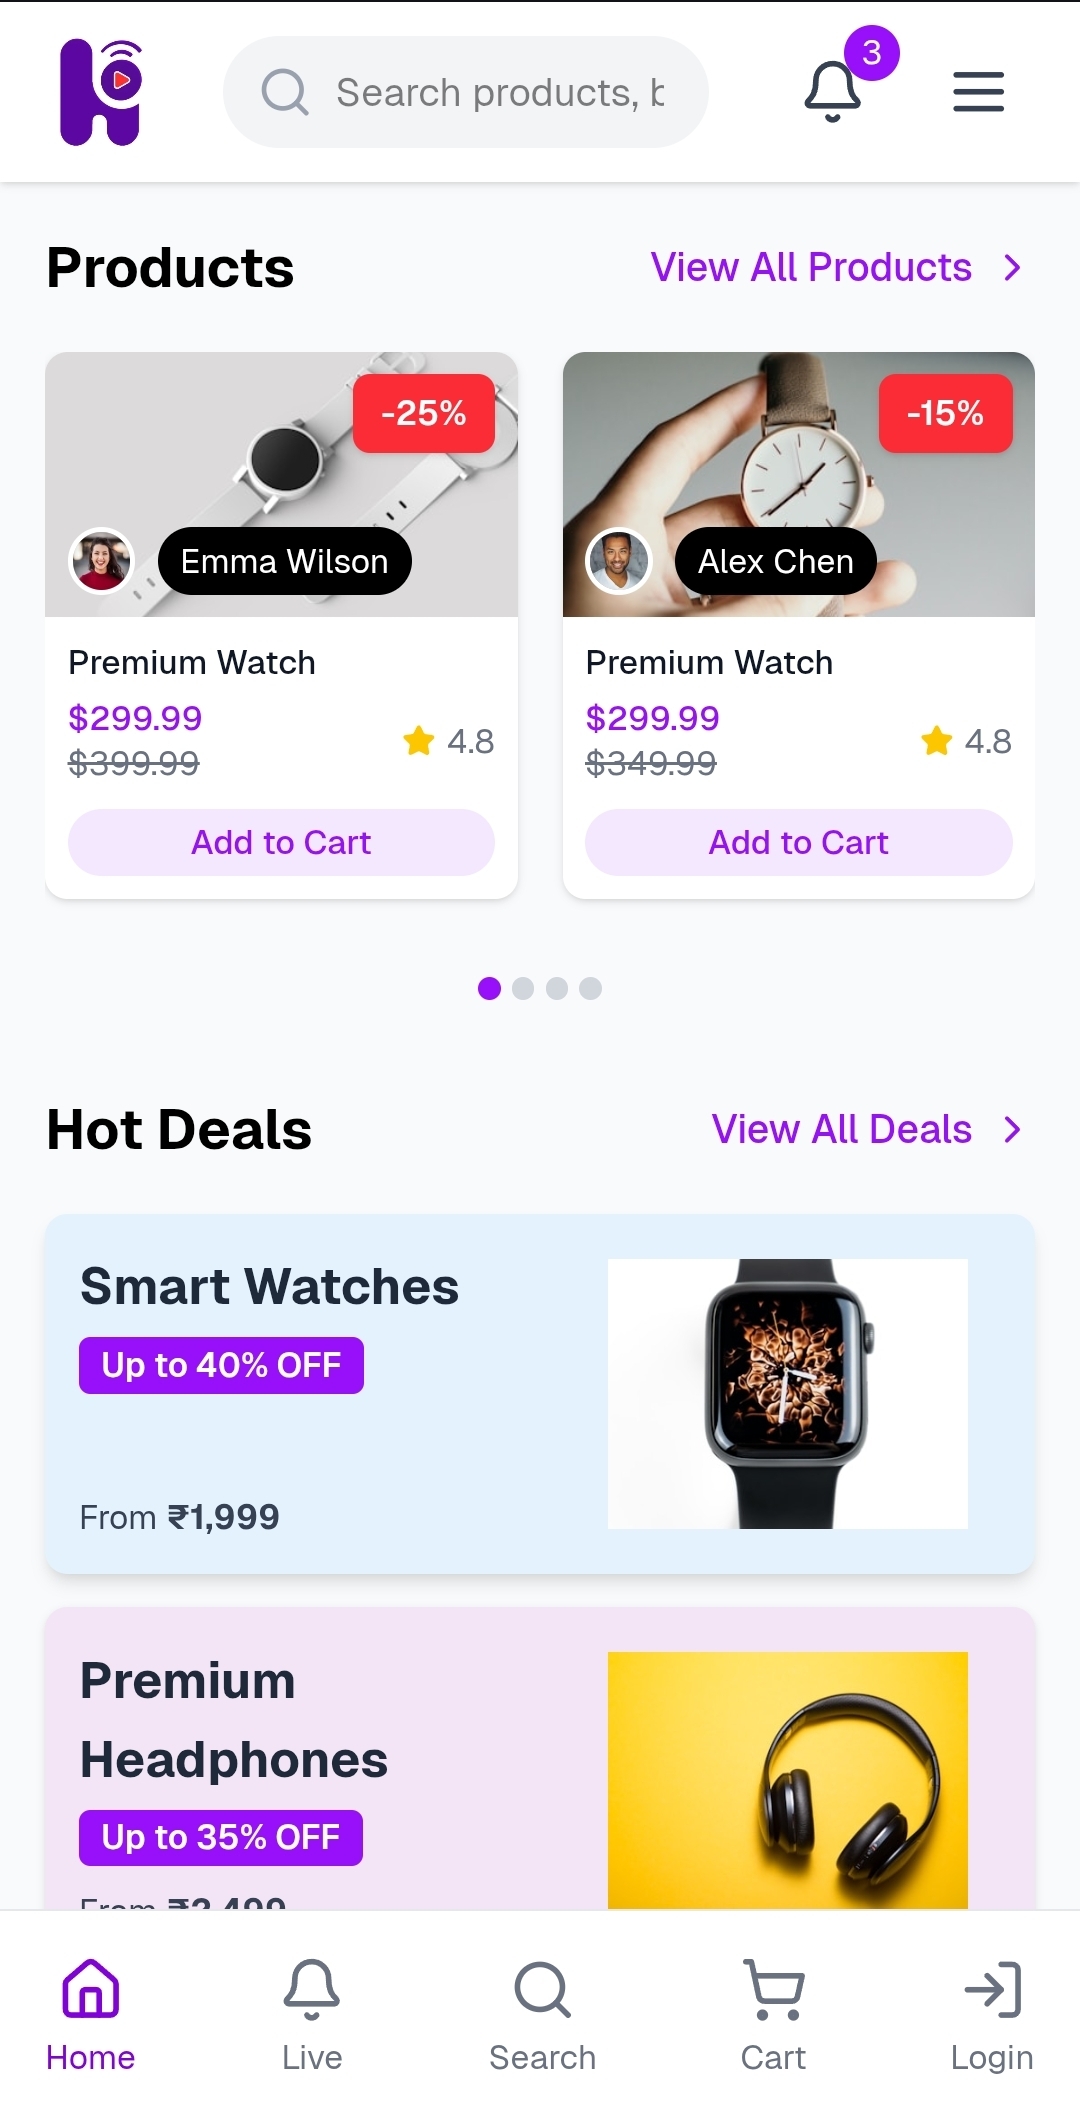 Search products, b
3
Products
View All Products
-25%
Emma Wilson
Premium Watch
$299.99
$399.99
4.8
Add to Cart
-15%
Alex Chen
Premium Watch
$299.99
$349.99
4.8
Add to Cart
Hot Deals
View All Deals
Smart Watches
Up to 40% OFF
From ₹1,999
Premium
Headphones
Up to 35% OFF
From ₹2,499
Home
Live
Search
Cart
Login